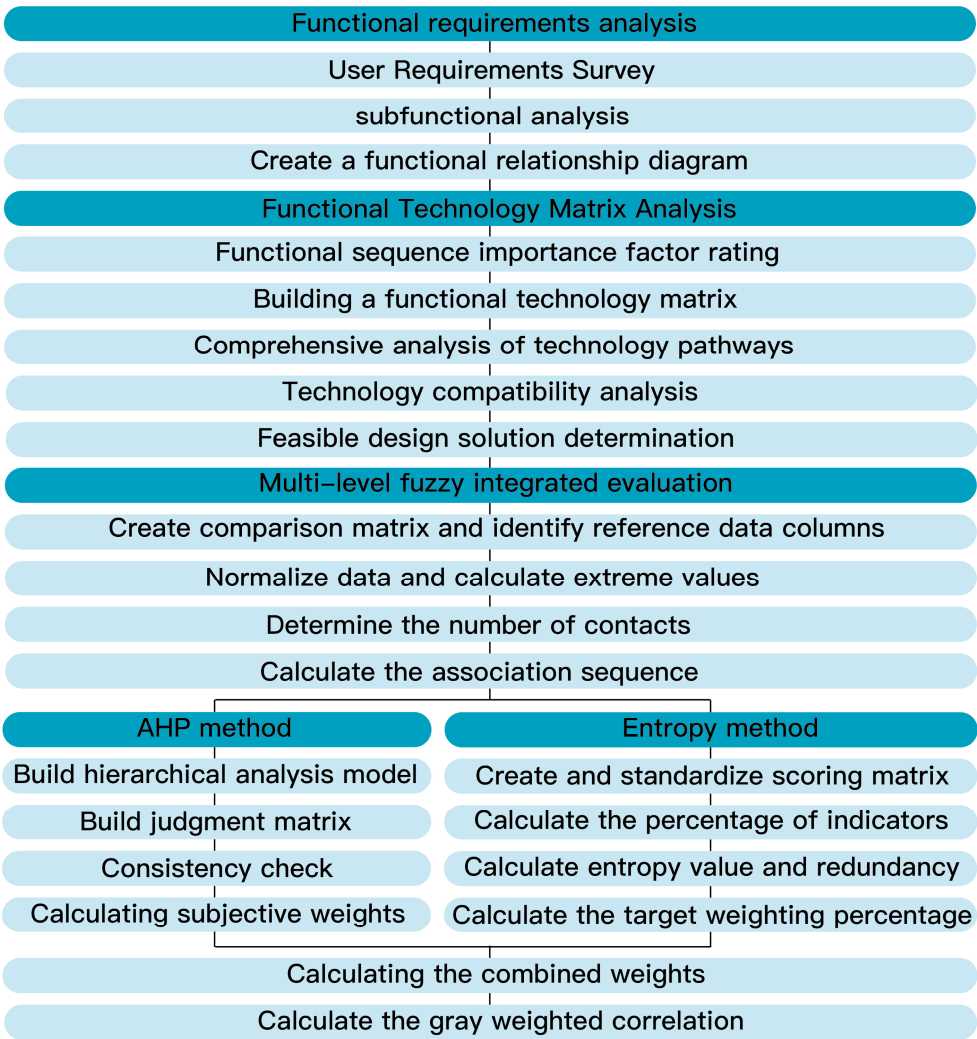 Functional requirements analysis
User Requirements Survey
subfunctional analysis
Create a functional relationship diagram
Functional Technology Matrix Analysis
Functional sequence importance factor rating
Building a functional technology matrix
Comprehensive analysis of technology pathways
Technology compatibility analysis
Feasible design solution determination
Multi-level fuzzy integrated evaluation
Create comparison matrix and identify reference data columns
Normalize data and calculate extreme values
Determine the number of contacts
Calculate the association sequence
AHP method
Build hierarchical analysis model
Build judgment matrix
Consistency check
Calculating subjective weights
Entropy method
Create and standardize scoring matrix
Calculate the percentage of indicators
Calculate entropy value and redundancy
Calculate the target weighting percentage
Calculating the combined weights
Calculate the gray weighted correlation